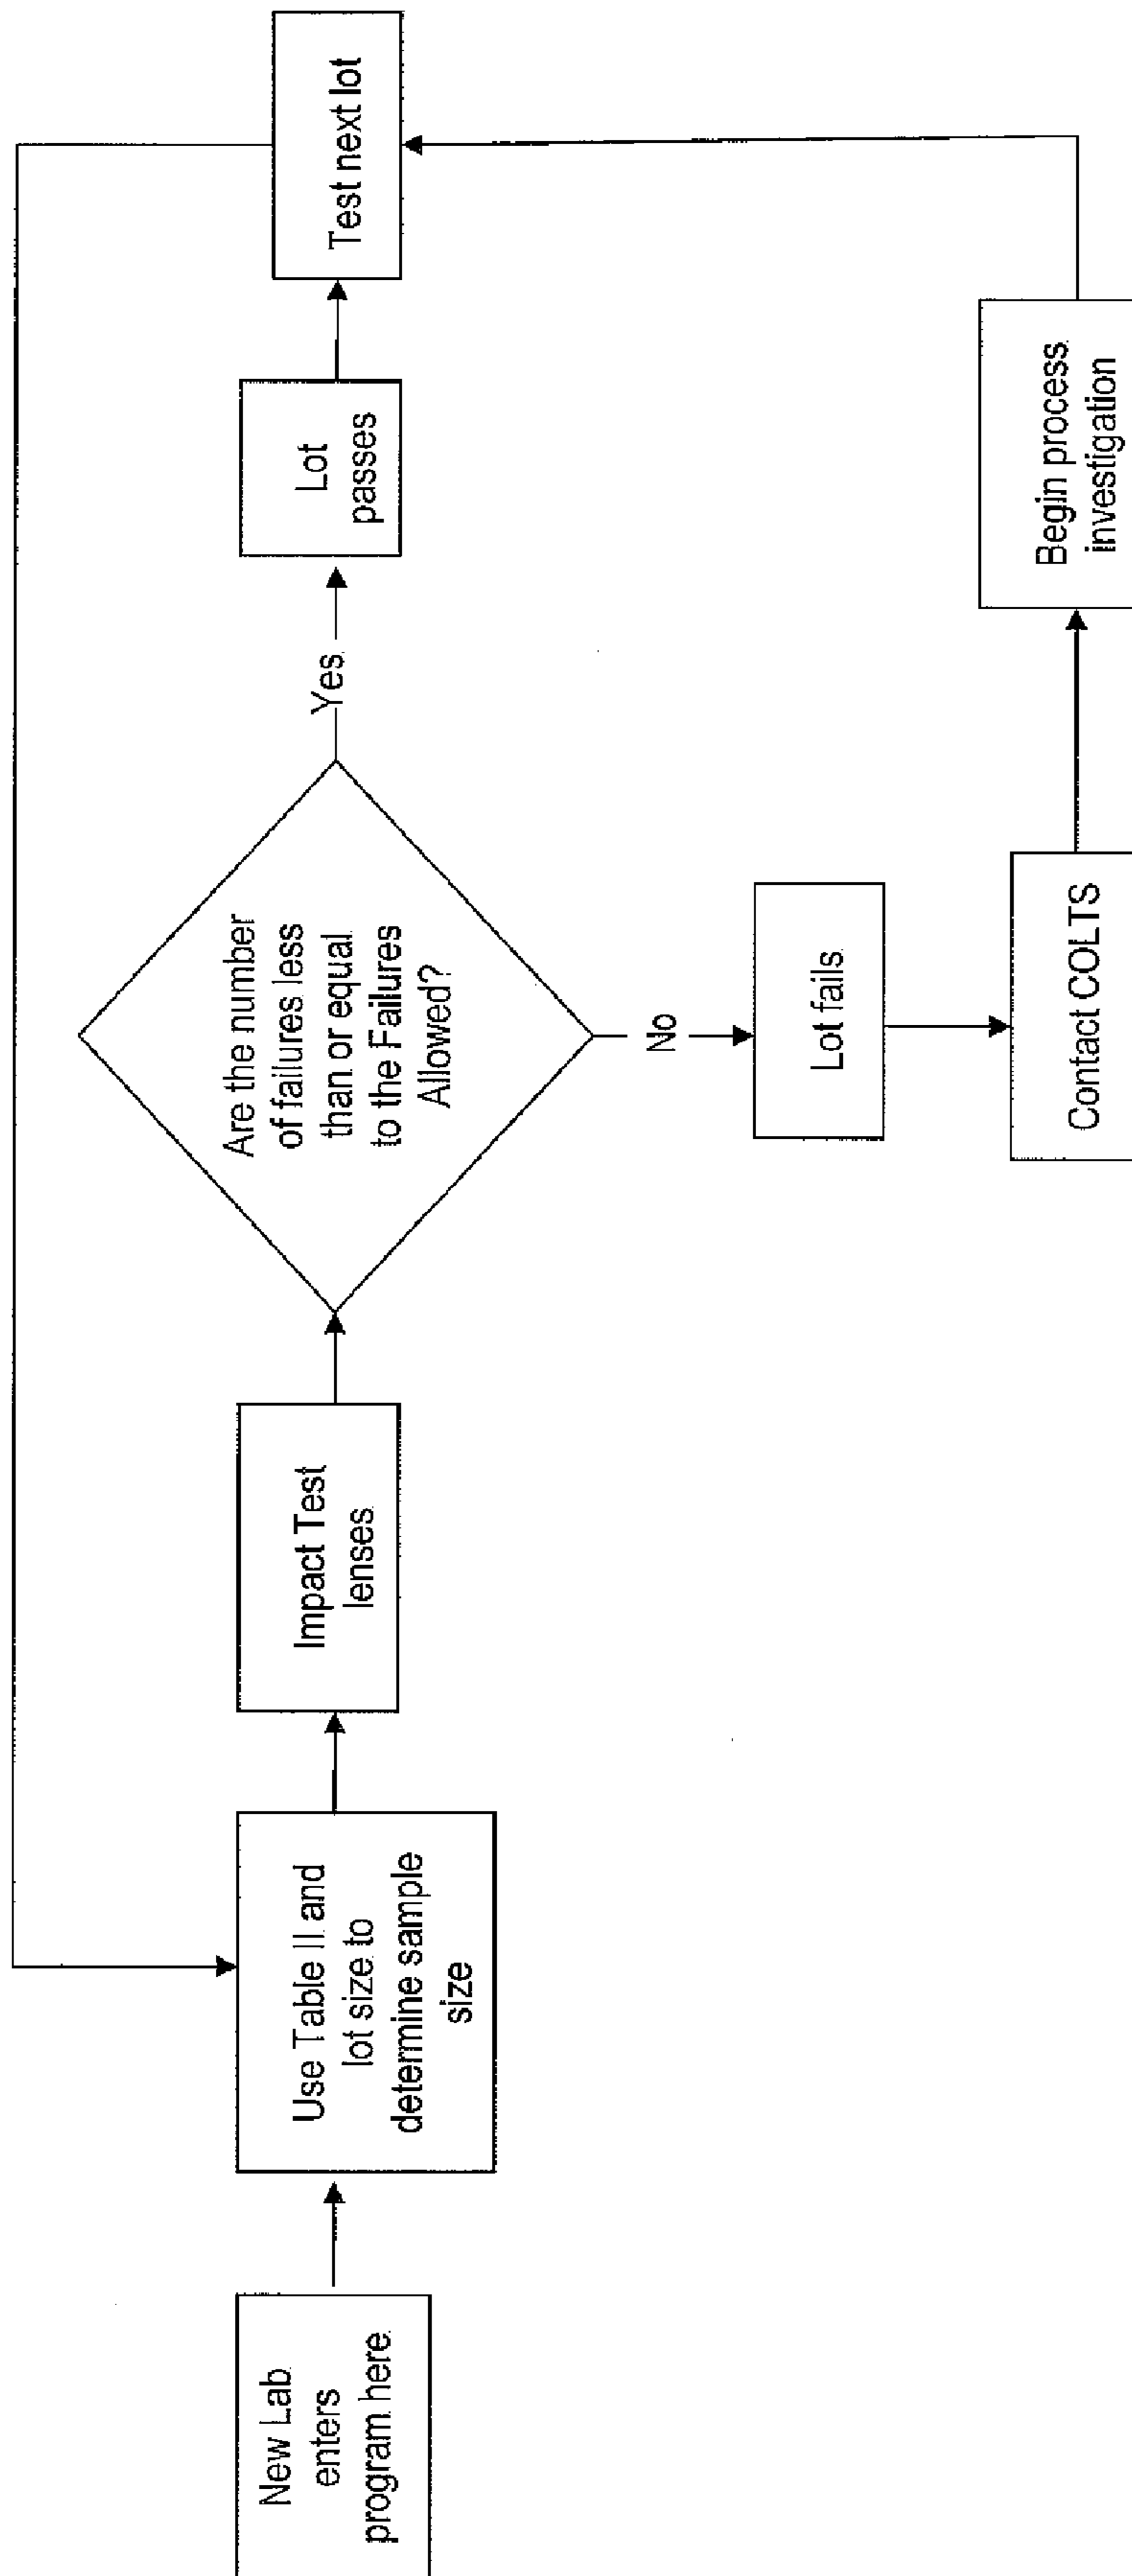 New Lab
enters
program here
Use Table II and
lot size to
determine sample
size
Impact Test
lenses
Are the number
of failures less
than or equal
to the Failures
Allowed?
Yes
Lot
passes
Test next lot
No
Lot fails
Contact COLTS
Begin process
investigation